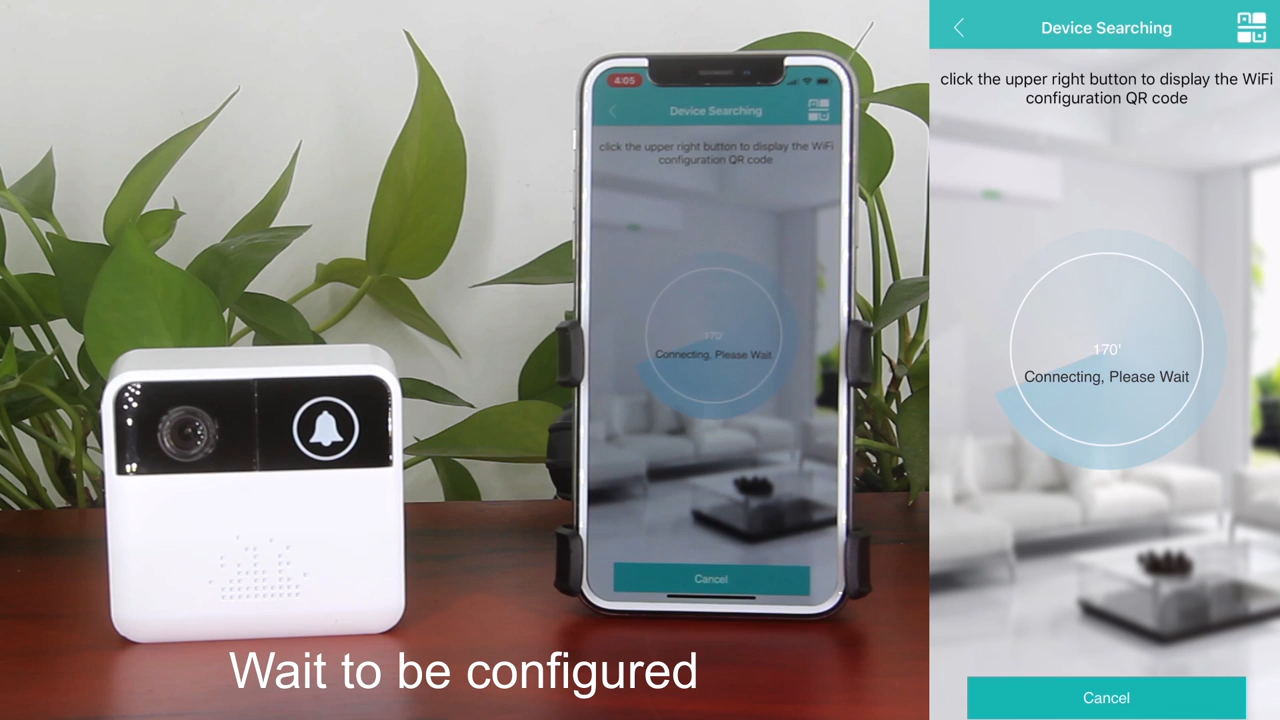 4:05
Device Searching
click the upper right button to display the WiFi
configuration QR code
170'
Connecting, Please Wait
Cancel
Wait to be configured
Device Searching
click the upper right button to display the WiFi
configuration QR code
170'
Connecting, Please Wait
Cancel